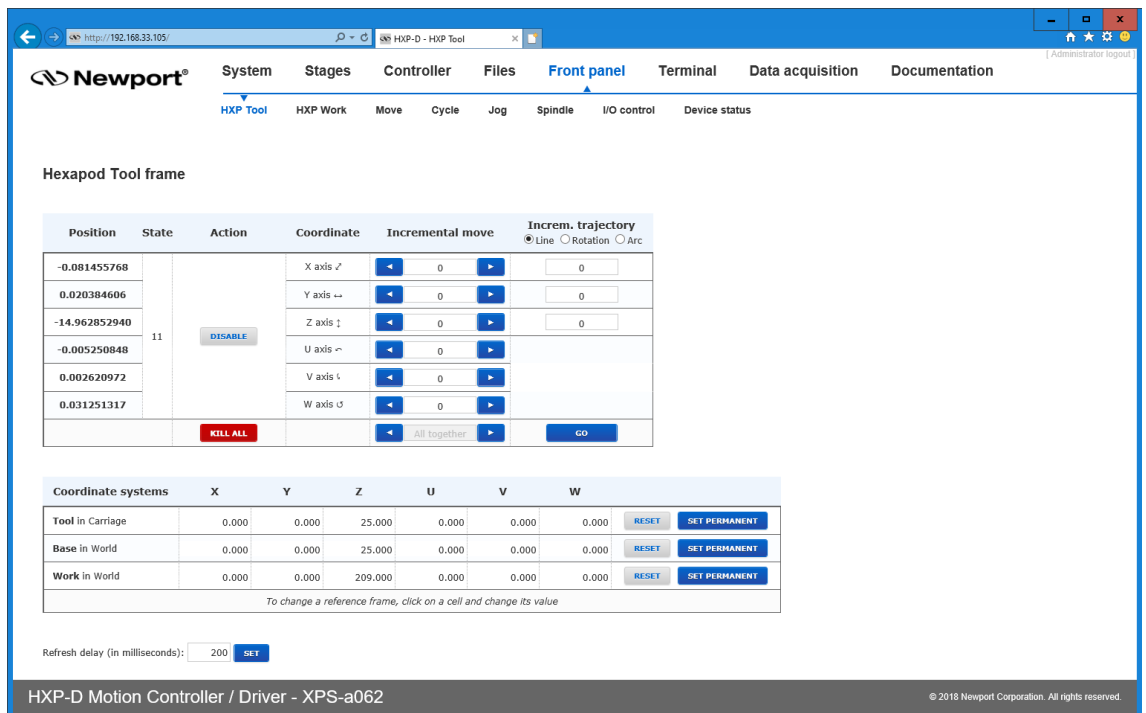 http://192.168.33.105/
HXP-D - HXP Tool
[ Administrator logout ]
Newport®
System Stages Controller Files Front panel Terminal Data acquisition Documentation
HXP Tool HXP Work Move Cycle Jog Spindle I/O control Device status
Hexapod Tool frame
Position State Action Coordinate Incremental move Increm. trajectory
Line Rotation Arc
-0.081455768 X axis 0 0
0.020384606 Y axis 0 0
-14.962852940 Z axis 0 0
11 DISABLE
-0.005250848 U axis 0
0.002620972 V axis 0
0.031251317 W axis 0
KILL ALL All together GO
Coordinate systems X Y Z U V W
Tool in Carriage 0.000 0.000 25.000 0.000 0.000 0.000 RESET SET PERMANENT
Base in World 0.000 0.000 25.000 0.000 0.000 0.000 RESET SET PERMANENT
Work in World 0.000 0.000 209.000 0.000 0.000 0.000 RESET SET PERMANENT
To change a reference frame, click on a cell and change its value
Refresh delay (in milliseconds): 200 SET
HXP-D Motion Controller / Driver - XPS-a062
© 2018 Newport Corporation. All rights reserved.